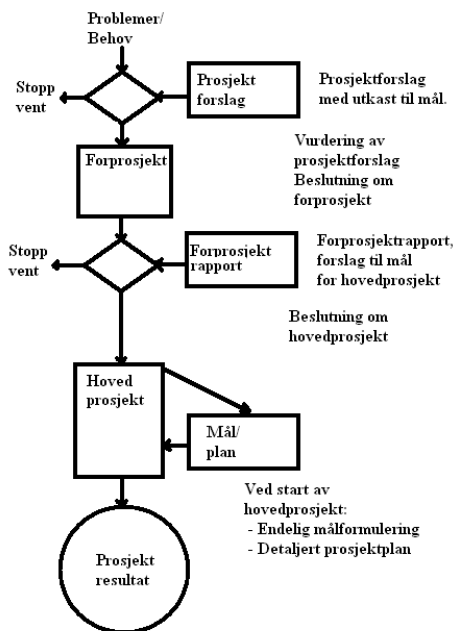 Problemer/
Behov
Stopp
vent
Prosjekt
forslag
Prosjektforslag
med utkast til mål.
Forprosjekt
Vurdering av
prosjektforslag
Beslutning om
forprosjekt
Stopp
vent
Forprosjekt
rapport
Forprosjektrapport,
forslag til mål
for hovedprosjekt
Beslutning om
hovedprosjekt
Hoved
prosjekt
Mål/
plan
Ved start av
hovedprosjekt:
- Endelig målformulering
- Detaljert prosjektplan
Prosjekt
resultat